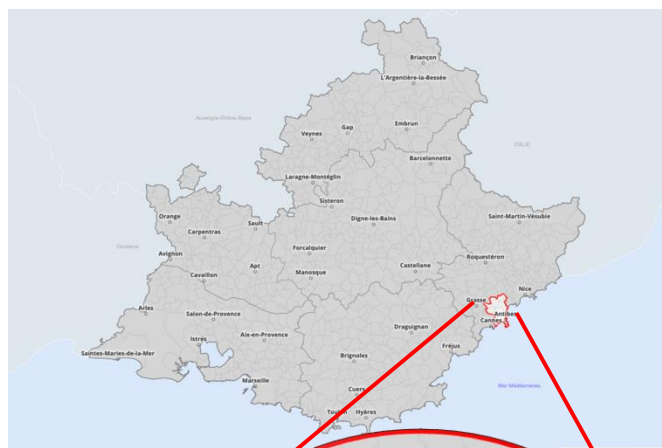 Briançon
L'Argentière-la-Bessée
Auvergne-Rhône-Alpes
Embrun
Gap
Veynes
ITALIE
Barcelonnette
Laragne-Montéglin
Sisteron
Orange
Digne-les-Bains
Saint-Martin-Vésubie
Sault
Carpentras
Occitanie
Forcalquier
Avignon
Roquestéron
Apt
Castellane
Cavaillon
Manosque
Nice
Grasse
Arles
Salon-de-Provence
Antibes
Cannes
Draguignan
Istres
Aix-en-Provence
Fréjus
Saintes-Maries-de-la-Mer
Brignoles
Marseille
Mer Méditerranée
Cuers
Toulon
Hyères